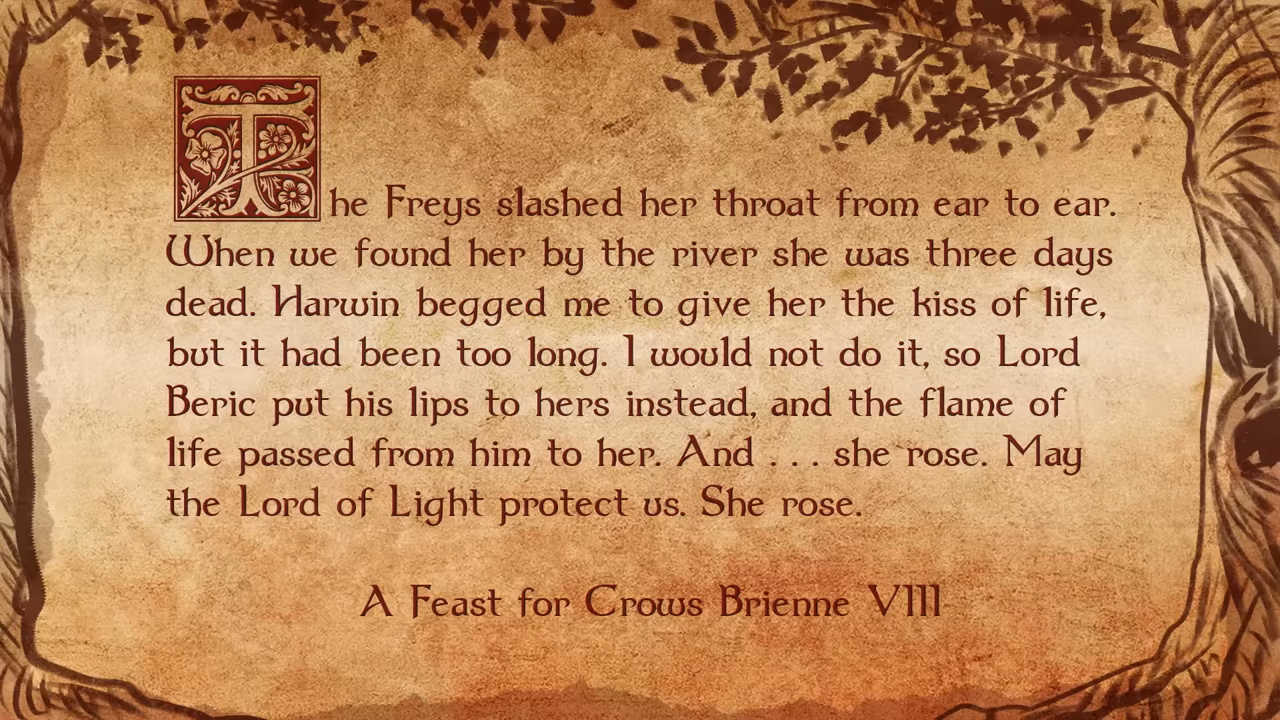 The Freys slashed her throat from ear to ear.
When we found her by the river she was three days
dead. Harwin begged me to give her the kiss of life,
but it had been too long. I would not do it, so Lord
Beric put his lips to hers instead, and the flame of
life passed from him to her. And . . . she rose. May
the Lord of Light protect us. She rose.
A Feast for Crows Brienne VIII